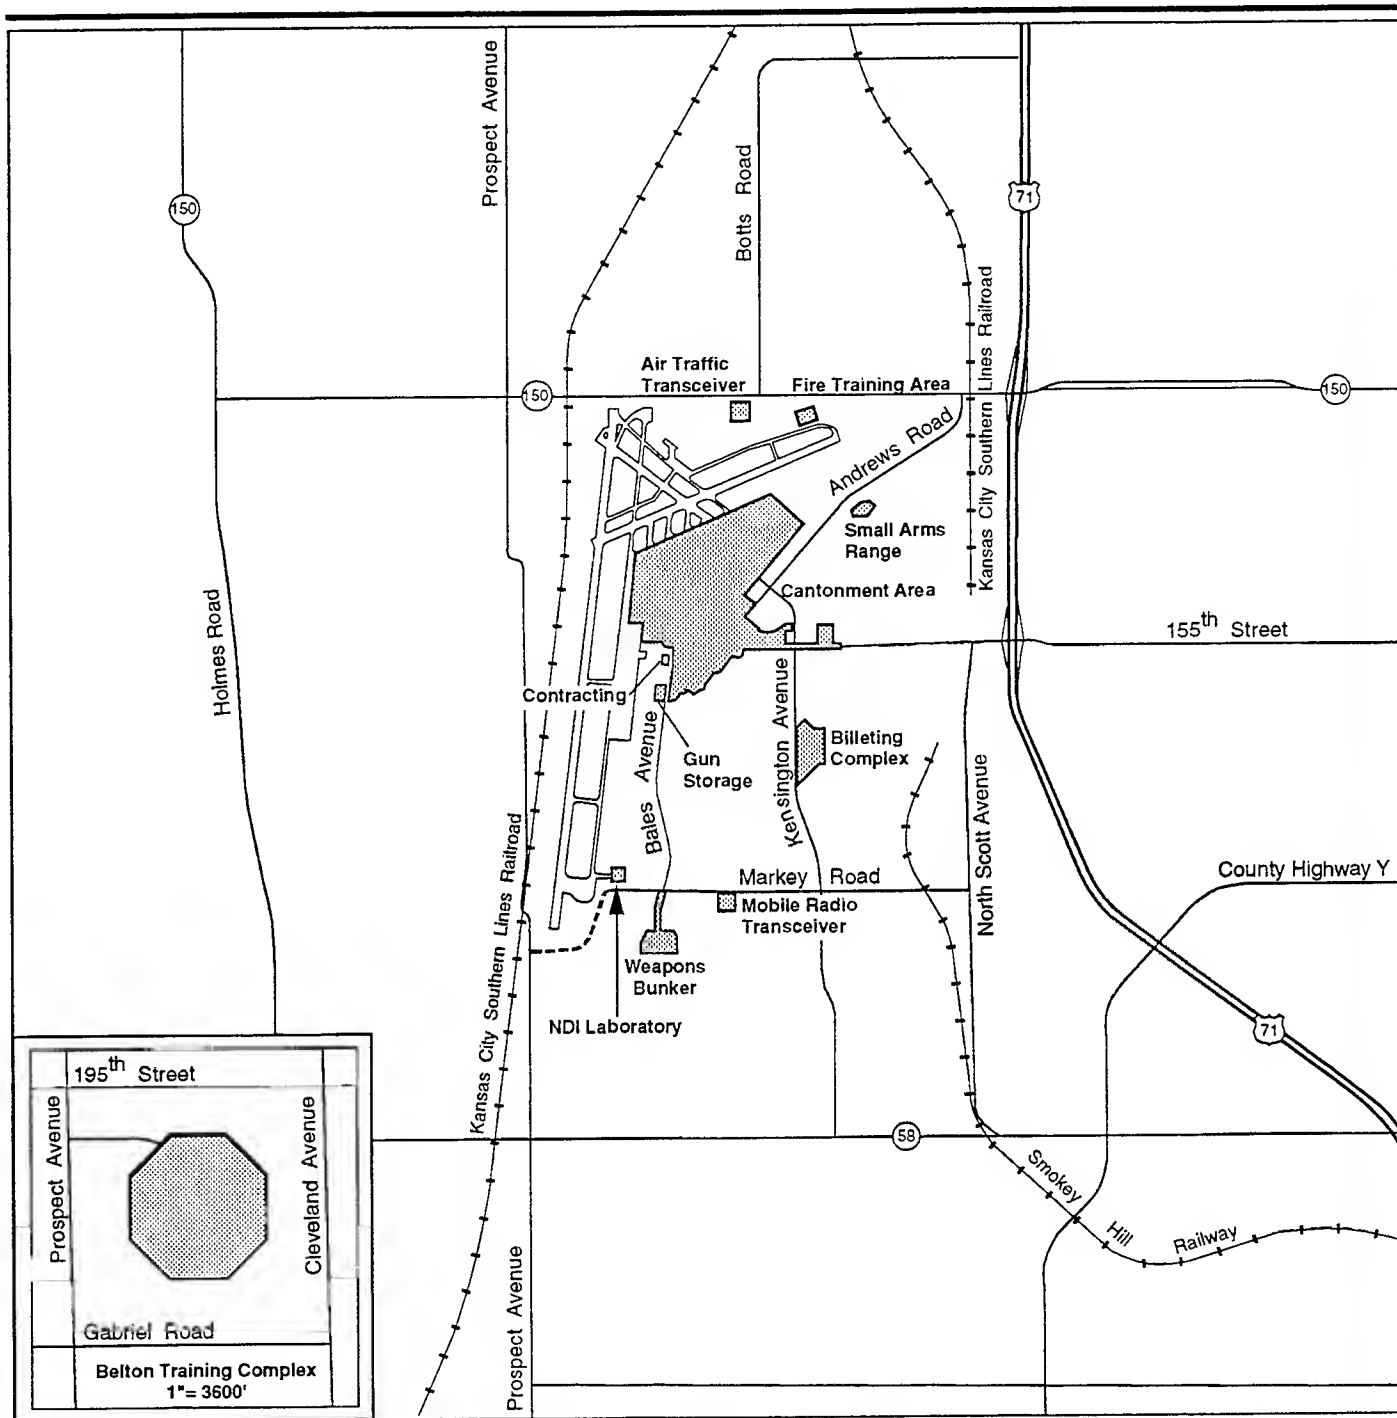 Prospect Avenue
150
Botts Road
71
Kansas City Southern Lines Railroad
Air Traffic
Transceiver
Fire Training Area
150
150
Andrews Road
Small Arms
Range
Cantonment Area
155th Street
Holmes Road
Contracting
Bales Avenue
Gun
Storage
Kensington Avenue
Billeting
Complex
North Scott Avenue
Kansas City Southern Lines Railroad
Markey Road
County Highway Y
Mobile Radio
Transceiver
Weapons
Bunker
NDI Laboratory
71
58
Smokey Hill Railway
Prospect Avenue
195th Street
Prospect Avenue
Cleveland Avenue
Gabriel Road
Belton Training Complex
1"= 3600'